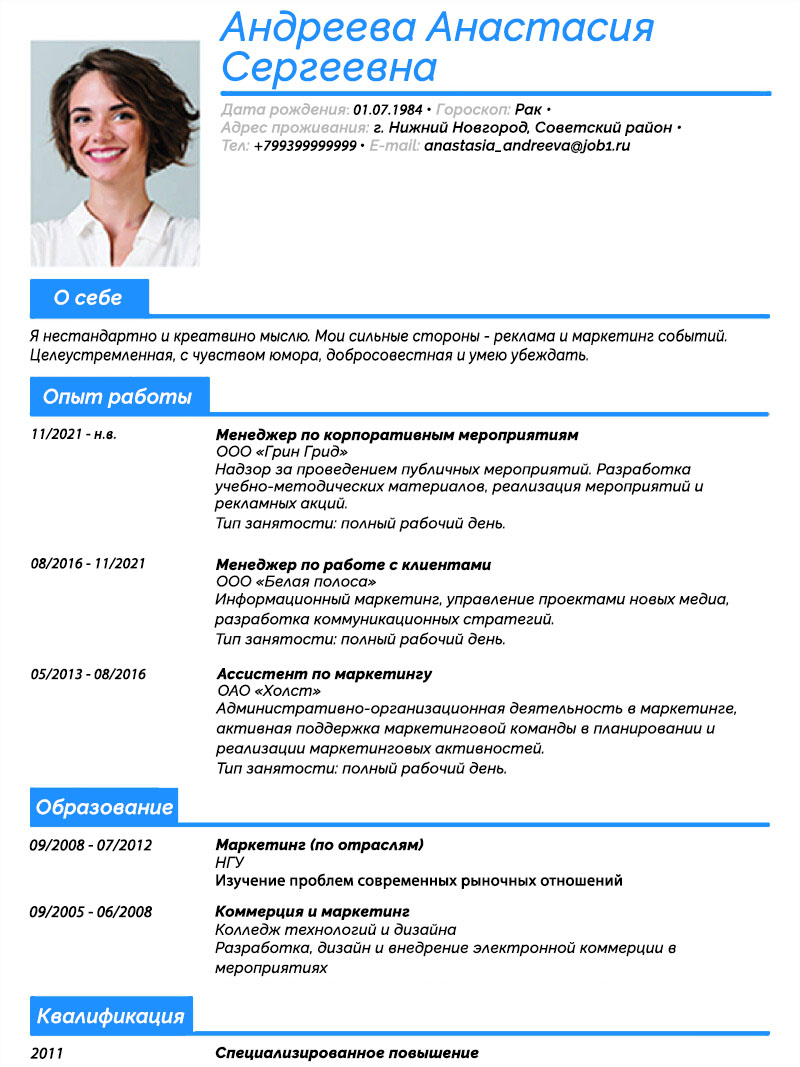 Андреева Анастасия
Сергеевна
Дата рождения: 01.07.1984 • Гороскоп: Рак •
Адрес проживания: г. Нижний Новгород, Советский район •
Тел: +799399999999 • E-mail: anastasia_andreeva@job1.ru
О себе
Я нестандартно и креатвино мыслю. Мои сильные стороны - реклама и маркетинг событий.
Целеустремленная, с чувством юмора, добросовестная и умею убеждать.
Опыт работы
11/2021 - н.в.
Менеджер по корпоративным мероприятиям
ООО «Грин Грид»
Надзор за проведением публичных мероприятий. Разработка
учебно-методических материалов, реализация мероприятий и
рекламных акций.
Тип занятости: полный рабочий день.
08/2016 - 11/2021
Менеджер по работе с клиентами
ООО «Белая полоса»
Информационный маркетинг, управление проектами новых медиа,
разработка коммуникационных стратегий.
Тип занятости: полный рабочий день.
05/2013 - 08/2016
Ассистент по маркетингу
ОАО «Холст»
Административно-организационная деятельность в маркетинге,
активная поддержка маркетинговой команды в планировании и
реализации маркетинговых активностей.
Тип занятости: полный рабочий день.
Образование
09/2008 - 07/2012
Маркетинг (по отраслям)
НГУ
Изучение проблем современных рыночных отношений
09/2005 - 06/2008
Коммерция и маркетинг
Колледж технологий и дизайна
Разработка, дизайн и внедрение электронной коммерции в
мероприятиях
Квалификация
2011
Специализированное повышение